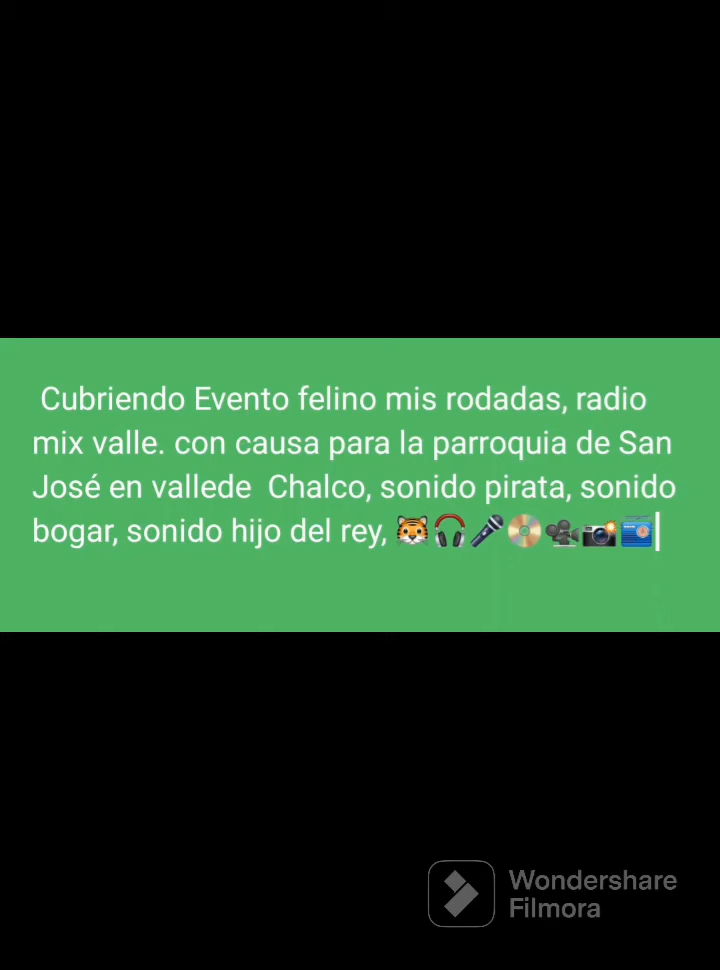 Cubriendo Evento felino mis rodadas, radio
mix valle. con causa para la parroquia de San
José en vallede  Chalco, sonido pirata, sonido
bogar, sonido hijo del rey, 🐯🎧🎤💿🎥📸📻
Wondershare
Filmora